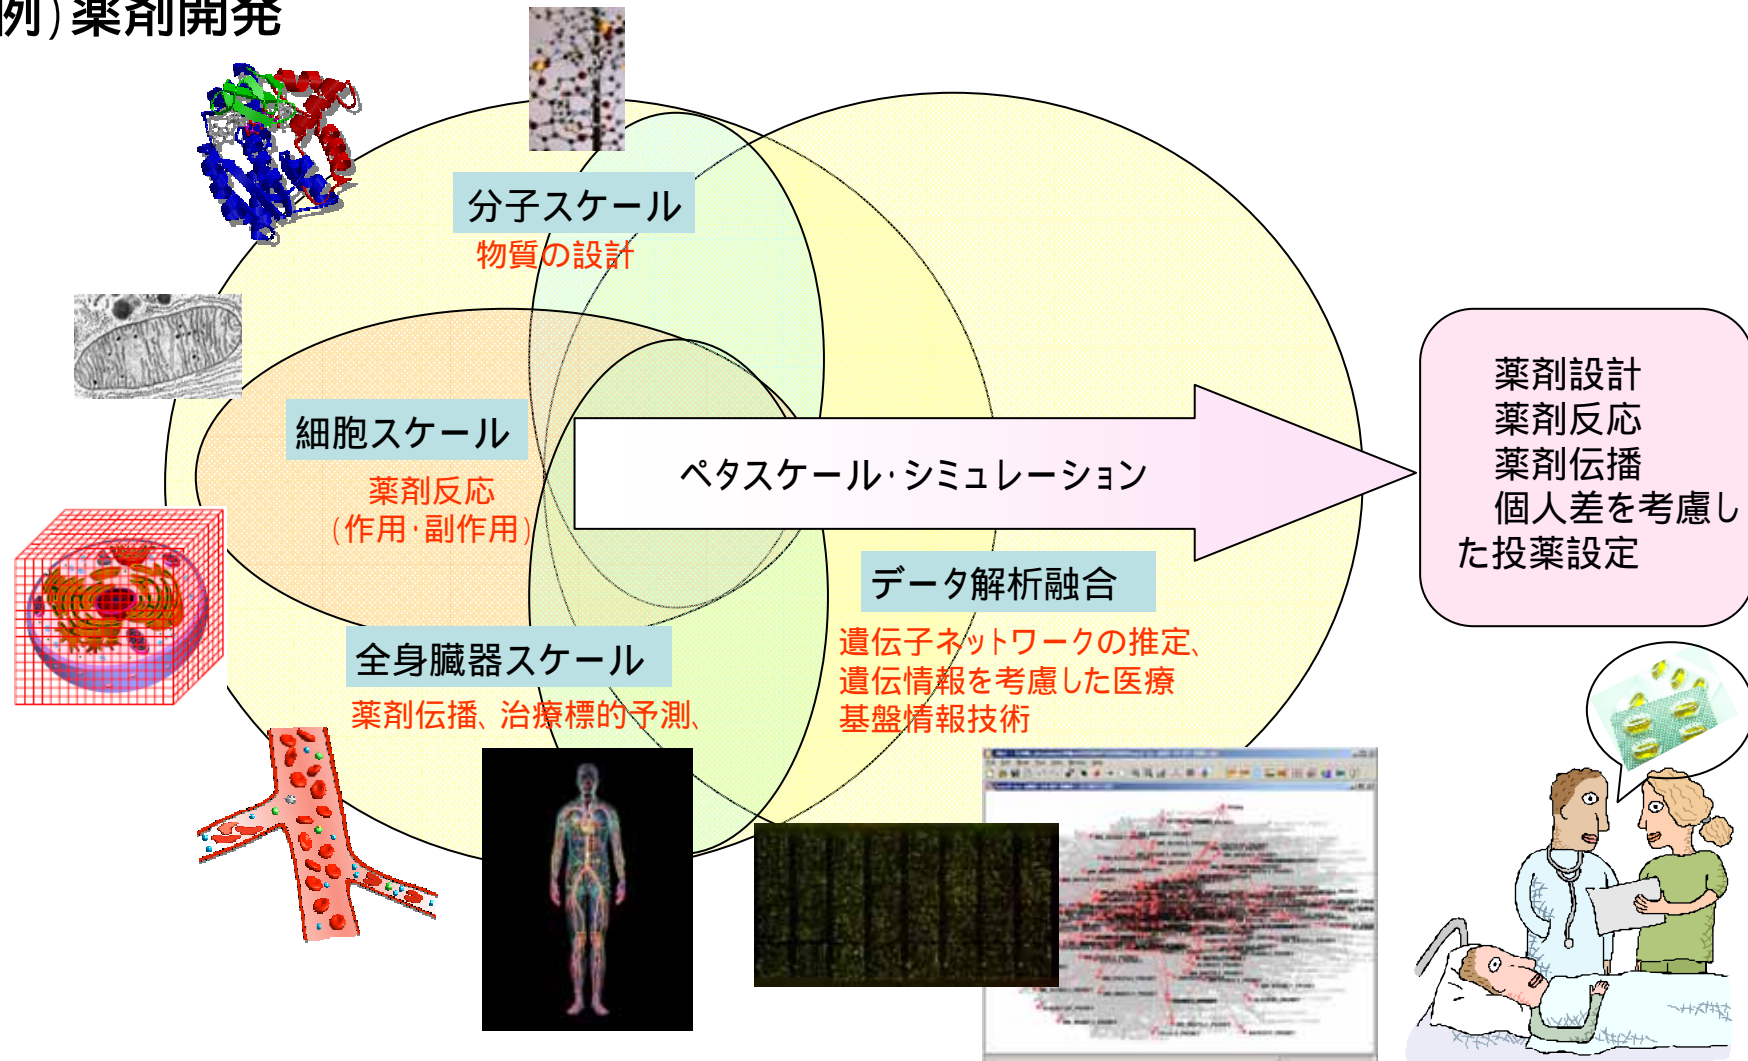 例)薬剤開発
分子スケール
物質の設計
細胞スケール
薬剤反応
(作用・副作用)
ペタスケール・シミュレーション
薬剤設計
薬剤反応
薬剤伝播
個人差を考慮し
た投薬設定
データ解析融合
遺伝子ネットワークの推定、
遺伝情報を考慮した医療
基盤情報技術
全身臓器スケール
薬剤伝播、治療標的予測、